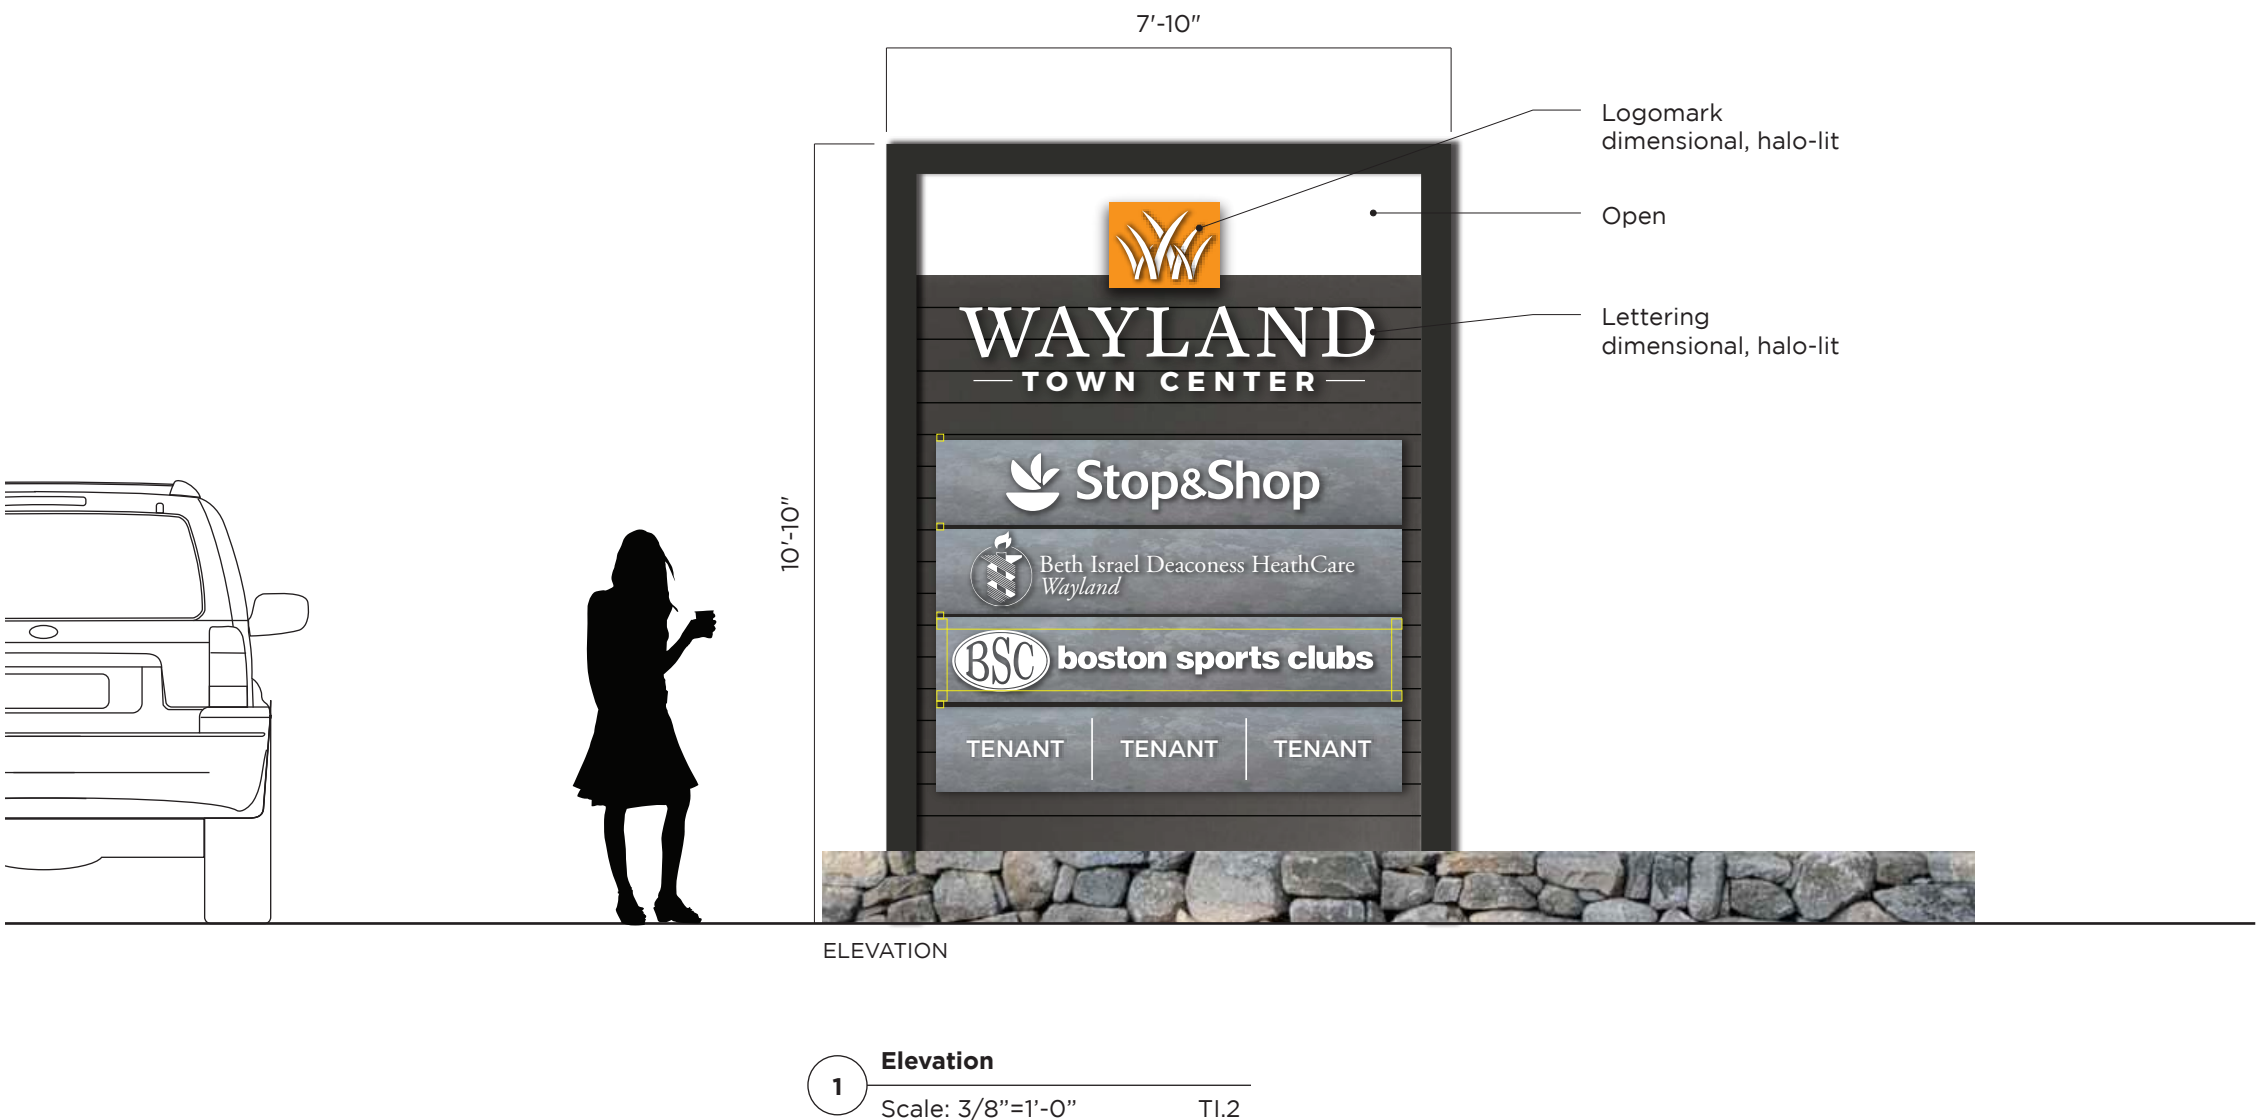 7'-10"
Logomark
dimensional, halo-lit
Open
WAYLAND
Lettering
dimensional, halo-lit
TOWN CENTER
Stop&Shop
10'-10"
Beth Israel Deaconess HeathCare
Wayland
BSC boston sports clubs
TENANT TENANT TENANT
ELEVATION
Elevation
1
Scale: 3/8”=1’-0” T1.2